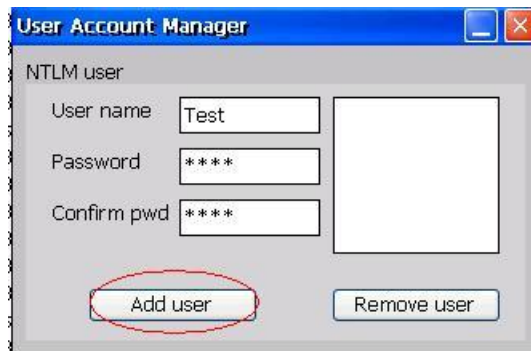 User Account Manager
NTLM user
User name Test
Password ****
Confirm pwd ****
Add user Remove user